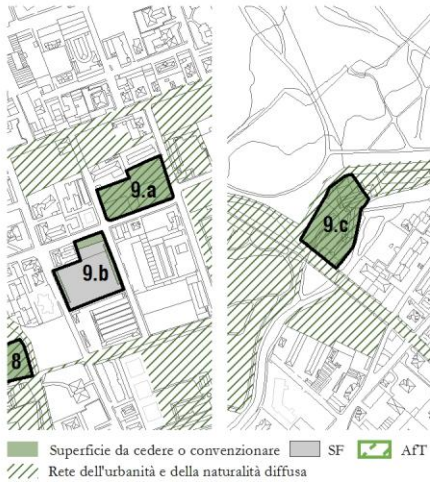 9.a
9.b
9.c
8
Superficie da cedere o convenzionare SF AfT
Rete dell'urbanità e della naturalità diffusa